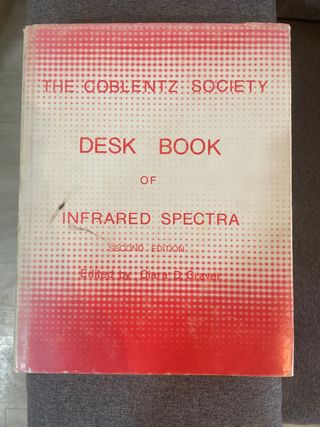 THE COBLENTZ SOCIETY
DESK BOOK
OF
INFRARED SPECTRA
SECOND EDITION
Edited by Clara D. Craver